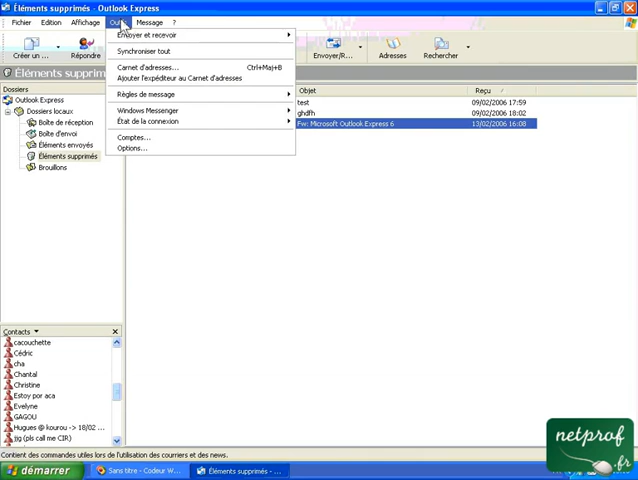 Éléments supprimés - Outlook Express
Fichier Edition Affichage Outils Message ?
Créer un ... Répondre Envoyer/R... Adresses Rechercher
Envoyer et recevoir
Synchroniser tout
Carnet d'adresses... Ctrl+Maj+B
Ajouter l'expéditeur au Carnet d'adresses
Règles de message
Windows Messenger
État de la connexion
Comptes...
Options...
Éléments supprim
Dossiers
Outlook Express
Dossiers locaux
Boîte de réception
Boîte d'envoi
Éléments envoyés
Éléments supprimés
Brouillons
Objet Reçu
test 09/02/2006 17:59
ghdfh 09/02/2006 18:02
Fw: Microsoft Outlook Express 6 13/02/2006 16:08
Contacts
cacouchette
Cédric
cha
Chantal
Christine
Estoy por aca
Evelyne
GAGOU
Hugues @ kourou -> 18/02 ...
jjg (pls call me CIR)
Contient des commandes utiles lors de l'utilisation des courriers et des news.
démarrer Sans titre - Codeur W... Éléments supprimés - ...
netprof
.fr